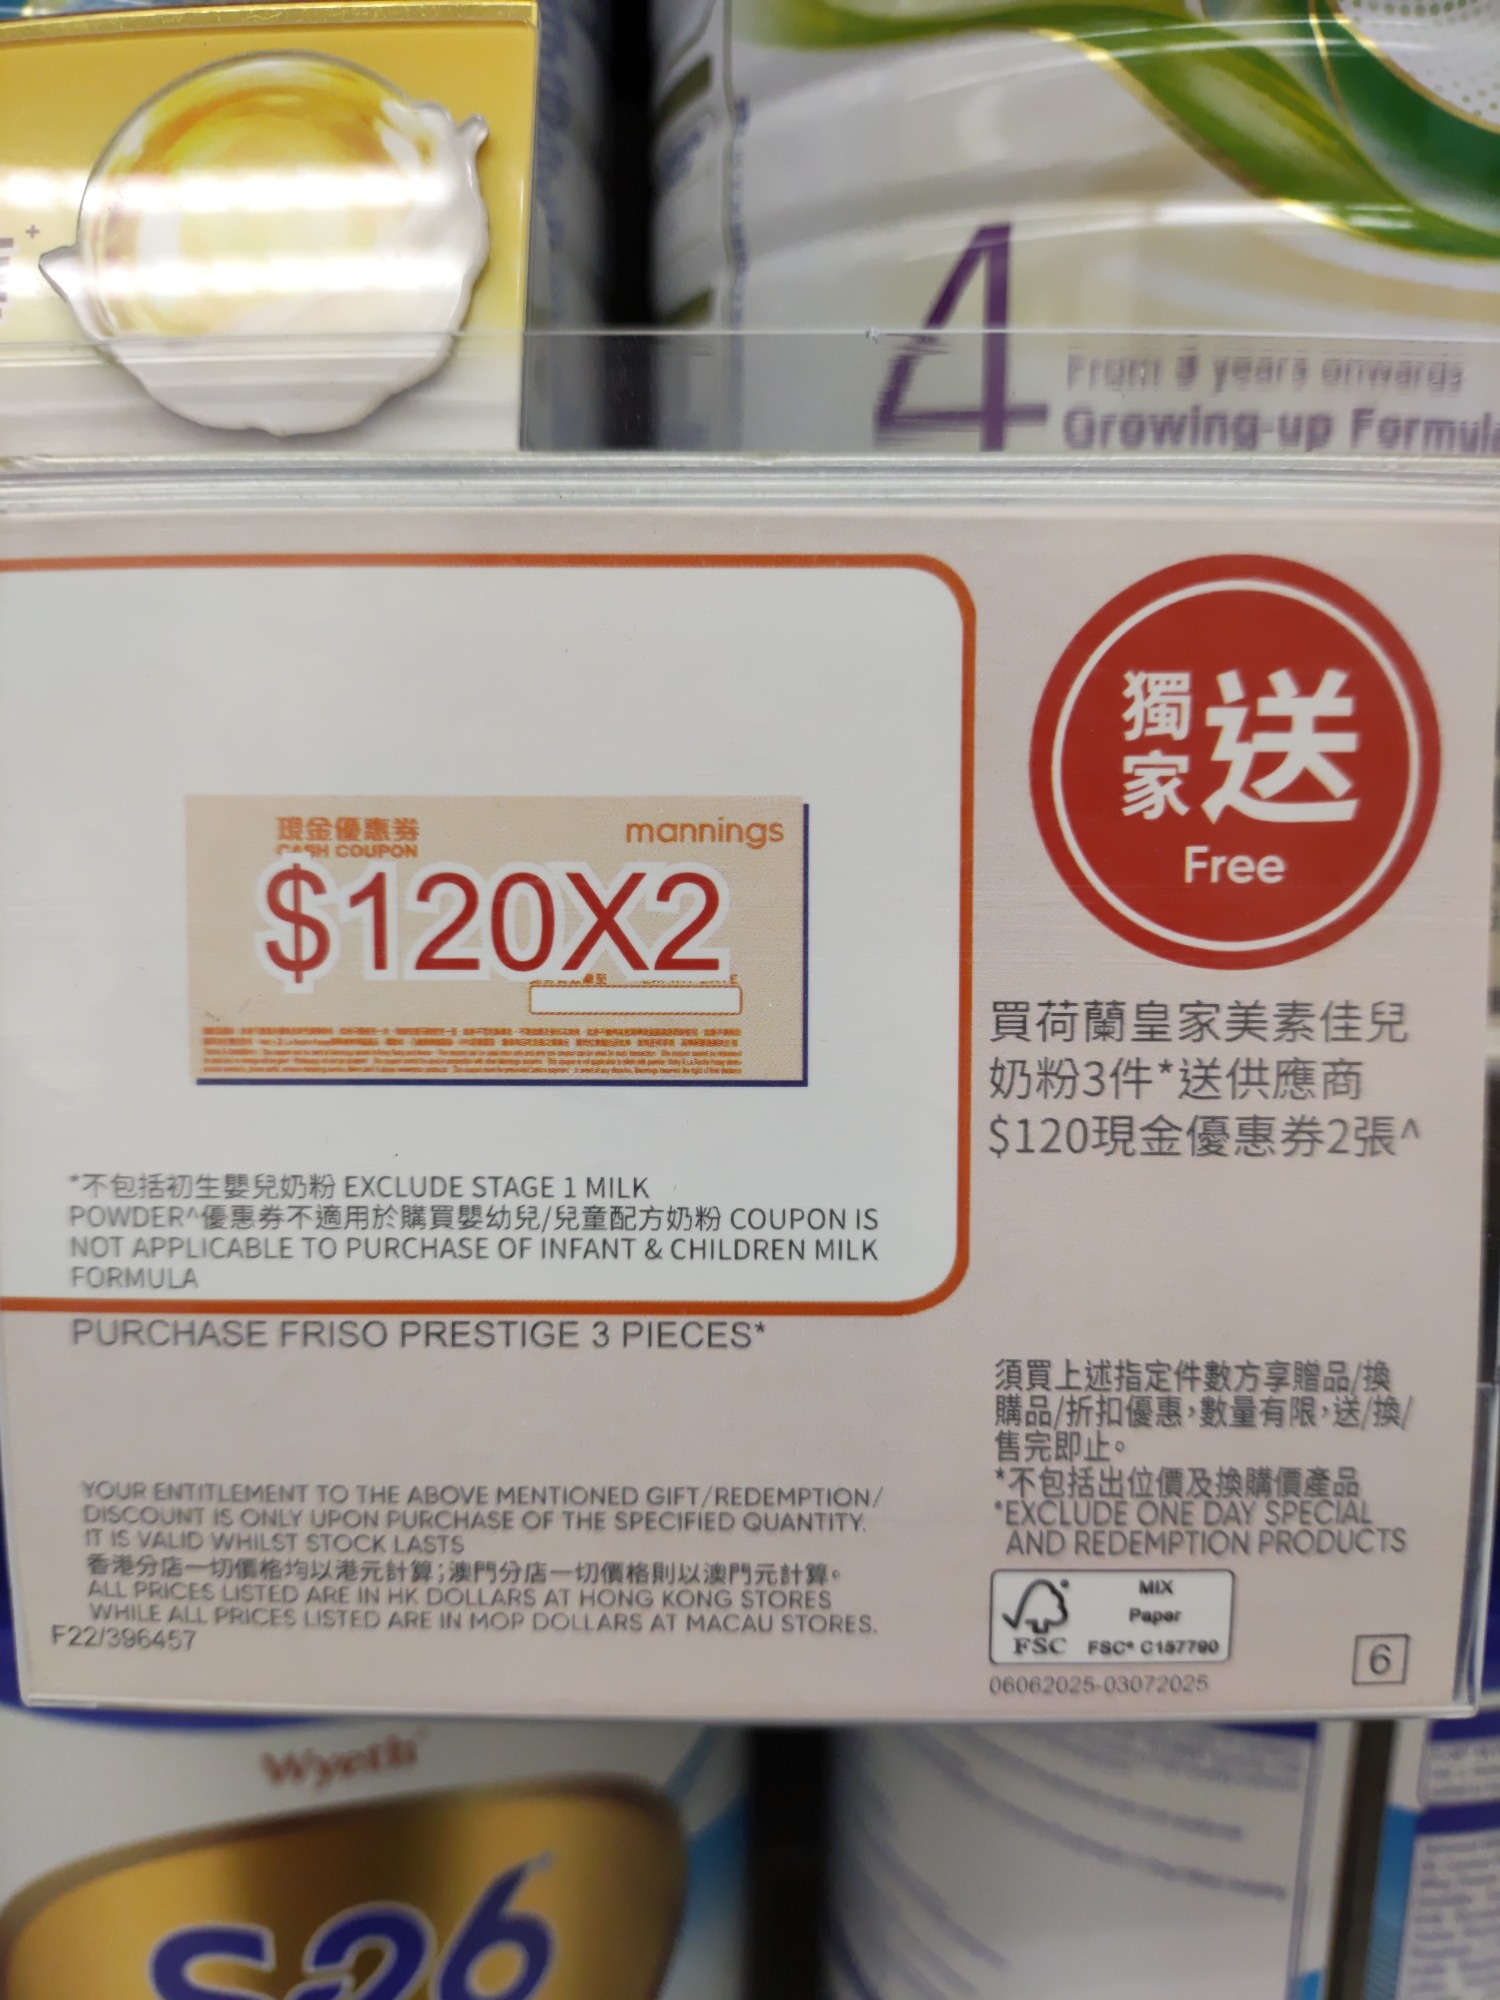 4
From 3 years onwards
Growing-up Formula
現金優惠券
CASH COUPON
mannings
$120X2
獨家送
Free
買荷蘭皇家美素佳兒
奶粉3件*送供應商
$120現金優惠券2張^
*不包括初生嬰兒奶粉 EXCLUDE STAGE 1 MILK
POWDER^優惠券不適用於購買嬰幼兒/兒童配方奶粉 COUPON IS
NOT APPLICABLE TO PURCHASE OF INFANT & CHILDREN MILK
FORMULA
PURCHASE FRISO PRESTIGE 3 PIECES*
須買上述指定件數方享贈品/換
購品/折扣優惠,數量有限,送/換/
售完即止。
*不包括出位價及換購價產品
*EXCLUDE ONE DAY SPECIAL
AND REDEMPTION PRODUCTS
YOUR ENTITLEMENT TO THE ABOVE MENTIONED GIFT/REDEMPTION/
DISCOUNT IS ONLY UPON PURCHASE OF THE SPECIFIED QUANTITY.
IT IS VALID WHILST STOCK LASTS
香港分店一切價格均以港元計算;澳門分店一切價格則以澳門元計算。
ALL PRICES LISTED ARE IN HK DOLLARS AT HONG KONG STORES
WHILE ALL PRICES LISTED ARE IN MOP DOLLARS AT MACAU STORES.
F22/396457
MIX
Paper
FSC FSC® C157790
06062025-03072025
6
Wyeth
S-26